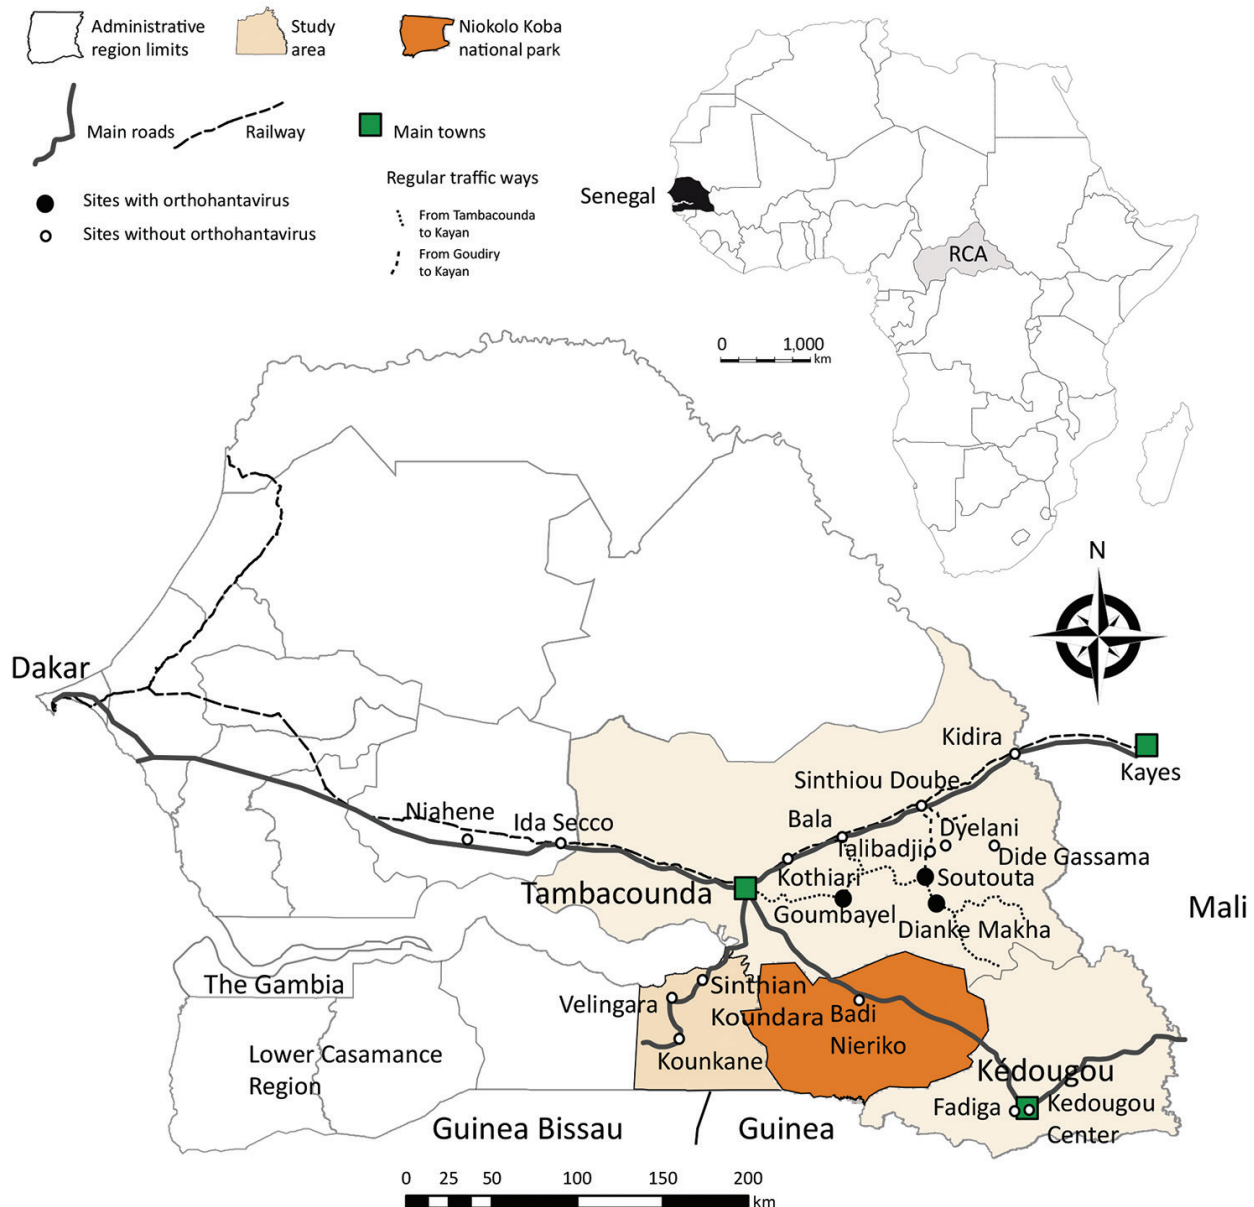 Administrative
region limits
Study
area
Niokolo Koba
national park
Main roads
Railway
Main towns
Regular traffic ways
Sites with orthohantavirus
Sites without orthohantavirus
From Tambacounda
to Kayan
From Goudiry
to Kayan
Senegal
RCA
0 1,000
km
N
Dakar
Kidira
Kayes
Sinthiou Doube
Niahene
Ida Secco
Bala
Dyelani
Talibadji
Dide Gassama
Kothiari
Soutouta
Tambacounda
Goumbayel
Dianke Makha
Mali
The Gambia
Velingara
Sinthian
Koundara
Badi
Nieriko
Lower Casamance
Region
Kounkane
Kédougou
Fadiga
Kedougou
Center
Guinea Bissau
Guinea
0 25 50 100 150 200
km